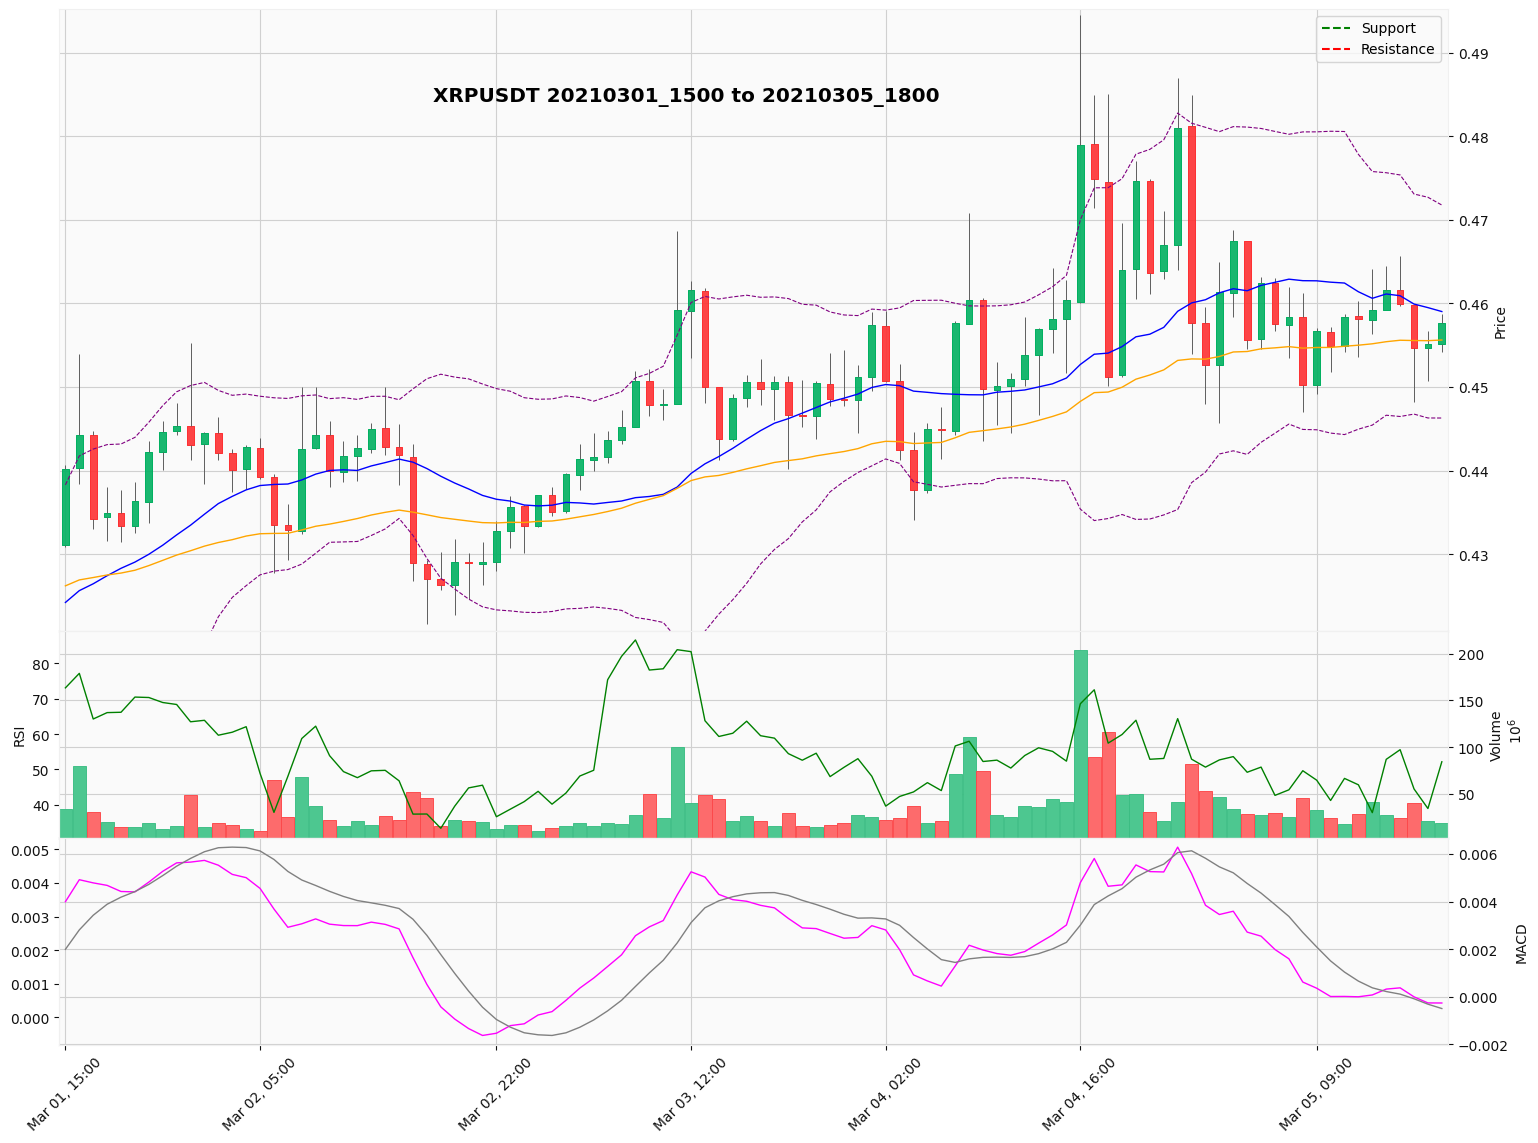 XRPUSDT 20210301_1500 to 20210305_1800
Support
Resistance
0.49
0.48
0.47
0.46
0.45
0.44
0.43
Price
80
70
60
50
40
RSI
200
150
100
50
Volume
10^6
0.005
0.004
0.003
0.002
0.001
0.000
0.006
0.004
0.002
0.000
−0.002
MACD
Mar 01, 15:00
Mar 02, 05:00
Mar 02, 22:00
Mar 03, 12:00
Mar 04, 02:00
Mar 04, 16:00
Mar 05, 09:00